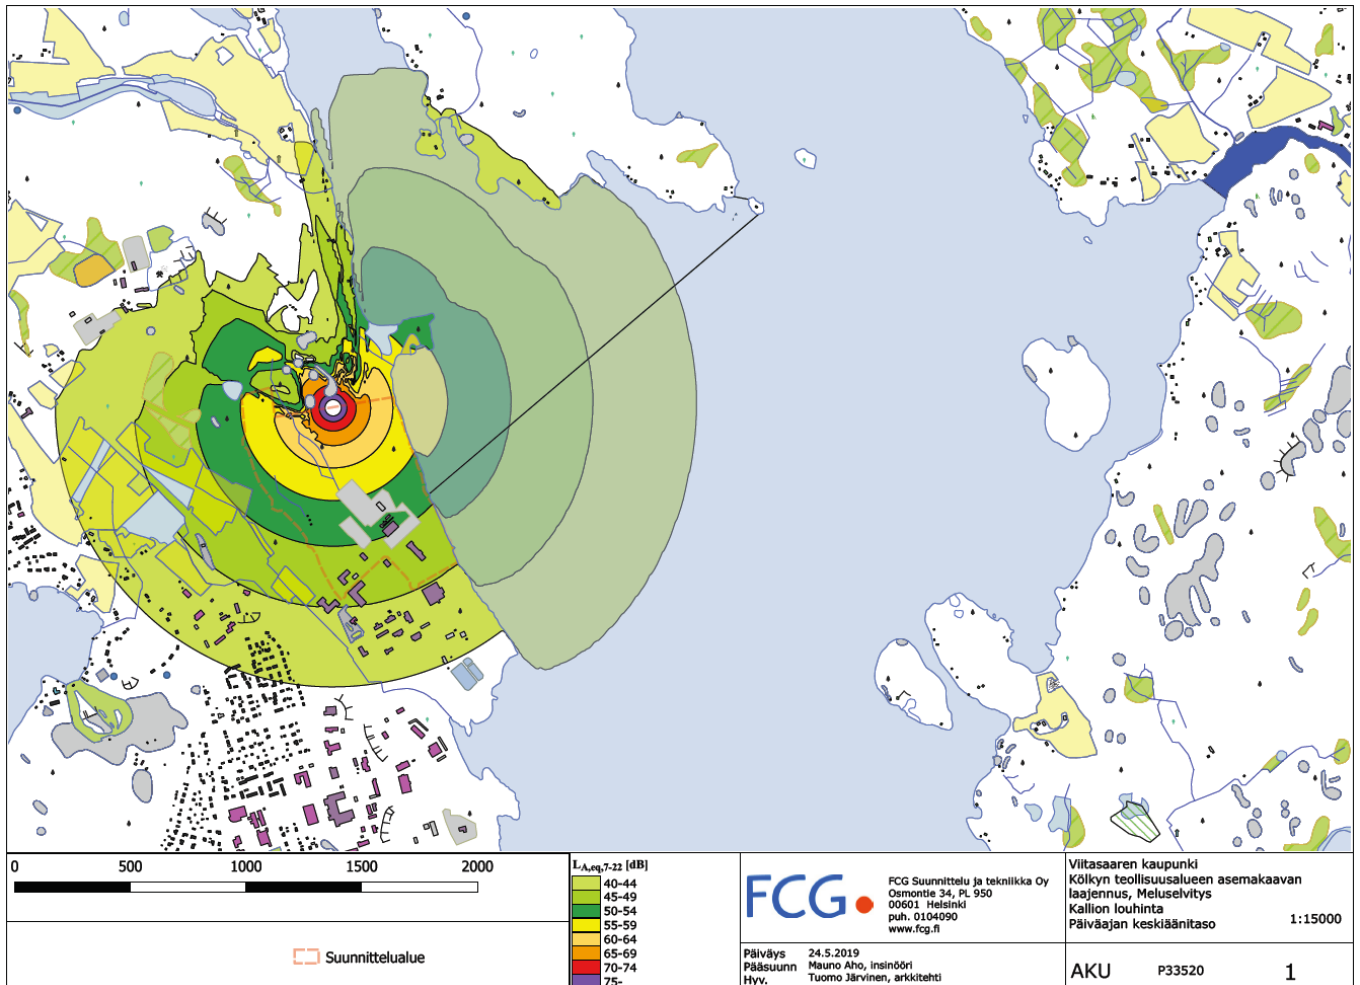 0 500 1000 1500 2000
Suunnittelualue
LA,eq,7-22 [dB]
40-44
45-49
50-54
55-59
60-64
65-69
70-74
75-
FCG
FCG Suunnittelu ja tekniikka Oy
Osmontie 34, PL 950
00601 Helsinki
puh. 0104090
www.fcg.fi
Päiväys 24.5.2019
Pääsuunn Mauno Aho, insinööri
Hyv. Tuomo Järvinen, arkkitehti
Viitasaaren kaupunki
Kölkyn teollisuusalueen asemakaavan
laajennus, Meluselvitys
Kallion louhinta
Päiväajan keskiäänitaso
1:15000
AKU P33520 1